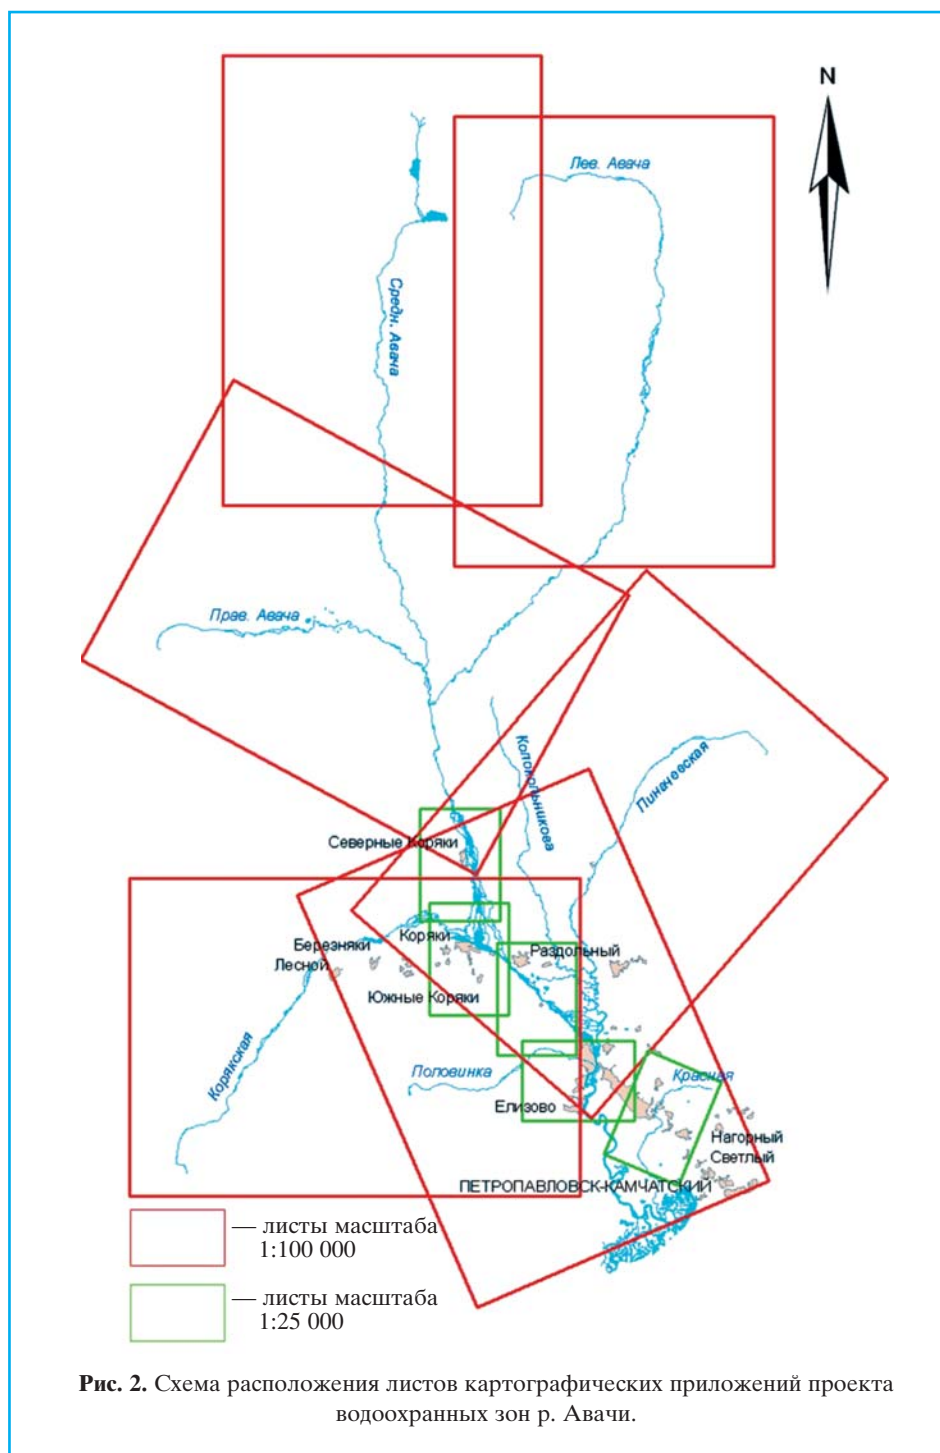 N
Лев. Авача
Средн. Авача
Прав. Авача
Колокольникова
Пиначевская
Северные Коряки
Коряки
Березняки
Лесной
Раздольный
Южные Коряки
Корякская
Половинка
Красная
Елизово
Нагорный
Светлый
ПЕТРОПАВЛОВСК-КАМЧАТСКИЙ
— листы масштаба
1:100 000
— листы масштаба
1:25 000
Рис. 2. Схема расположения листов картографических приложений проекта
водоохранных зон р. Авачи.